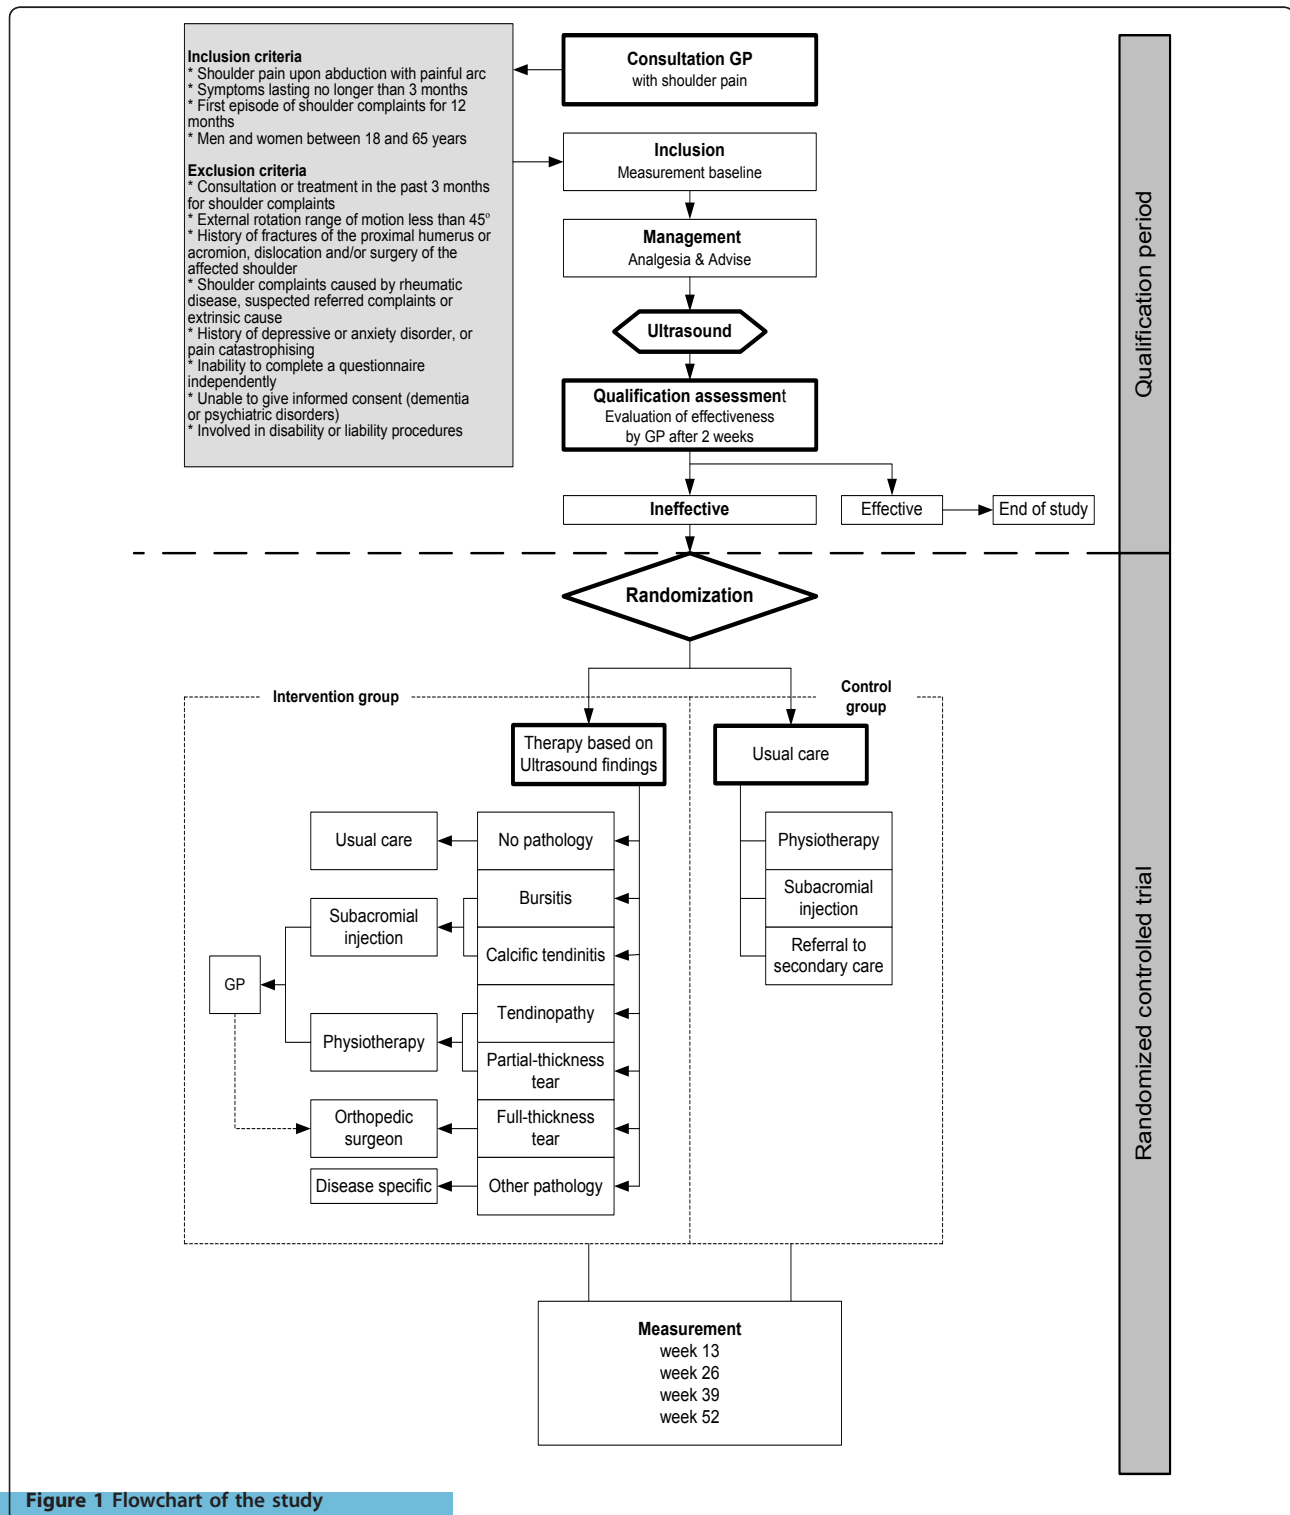 Consultation GP
with shoulder pain
Inclusion criteria
* Shoulder pain upon abduction with painful arc
* Symptoms lasting no longer than 3 months
* First episode of shoulder complaints for 12
months
* Men and women between 18 and 65 years
Exclusion criteria
* Consultation or treatment in the past 3 months
for shoulder complaints
* External rotation range of motion less than 45°
* History of fractures of the proximal humerus or
acromion, dislocation and/or surgery of the
affected shoulder
* Shoulder complaints caused by rheumatic
disease, suspected referred complaints or
extrinsic cause
* History of depressive or anxiety disorder, or
pain catastrophising
* Inability to complete a questionnaire
independently
* Unable to give informed consent (dementia
or psychiatric disorders)
* Involved in disability or liability procedures
Inclusion
Measurement baseline
Management
Analgesia & Advise
Ultrasound
Qualification assessment
Evaluation of effectiveness
by GP after 2 weeks
Ineffective
Effective
End of study
Qualification period
Randomization
Intervention group
Control
group
Therapy based on
Ultrasound findings
Usual care
Usual care
No pathology
Physiotherapy
Subacromial
injection
Bursitis
Subacromial
injection
Calcific tendinitis
Referral to
secondary care
GP
Tendinopathy
Physiotherapy
Partial-thickness
tear
Orthopedic
surgeon
Full-thickness
tear
Disease specific
Other pathology
Randomized controlled trial
Measurement
week 13
week 26
week 39
week 52
Figure 1 Flowchart of the study